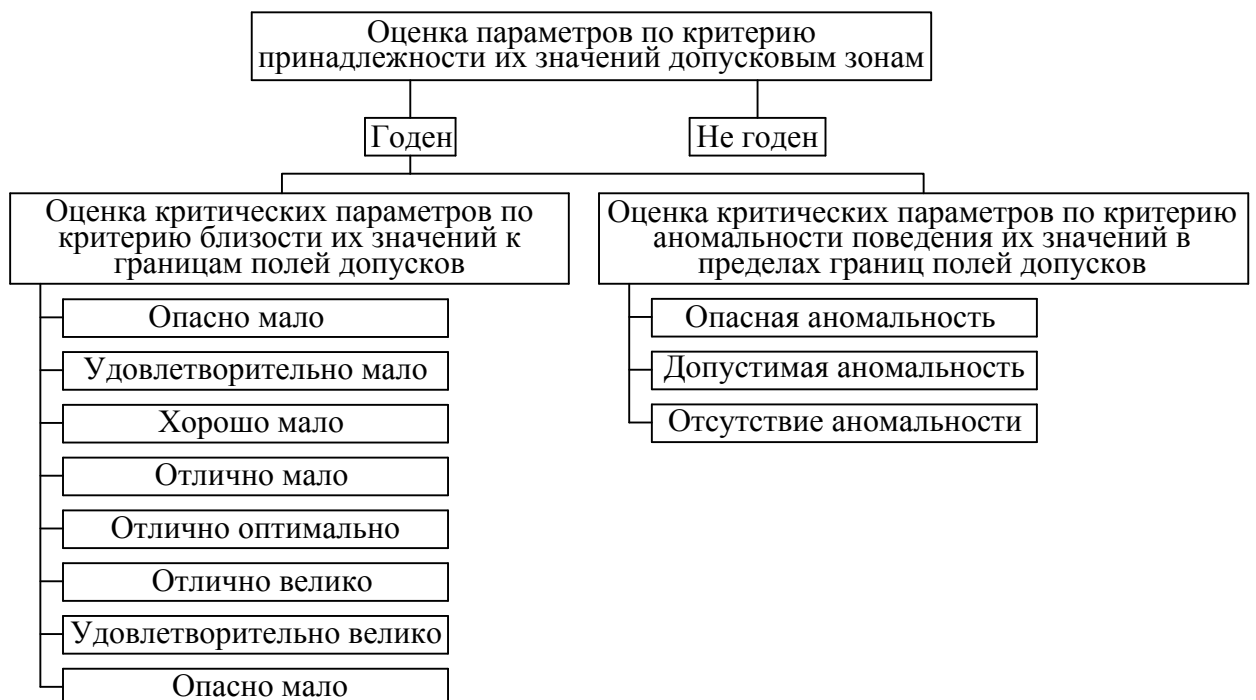 Оценка параметров по критерию
принадлежности их значений допусковым зонам
Годен
Не годен
Оценка критических параметров по
критерию близости их значений к
границам полей допусков
Оценка критических параметров по критерию
аномальности поведения их значений в
пределах границ полей допусков
Опасно мало
Удовлетворительно мало
Хорошо мало
Отлично мало
Отлично оптимально
Отлично велико
Удовлетворительно велико
Опасно мало
Опасная аномальность
Допустимая аномальность
Отсутствие аномальности